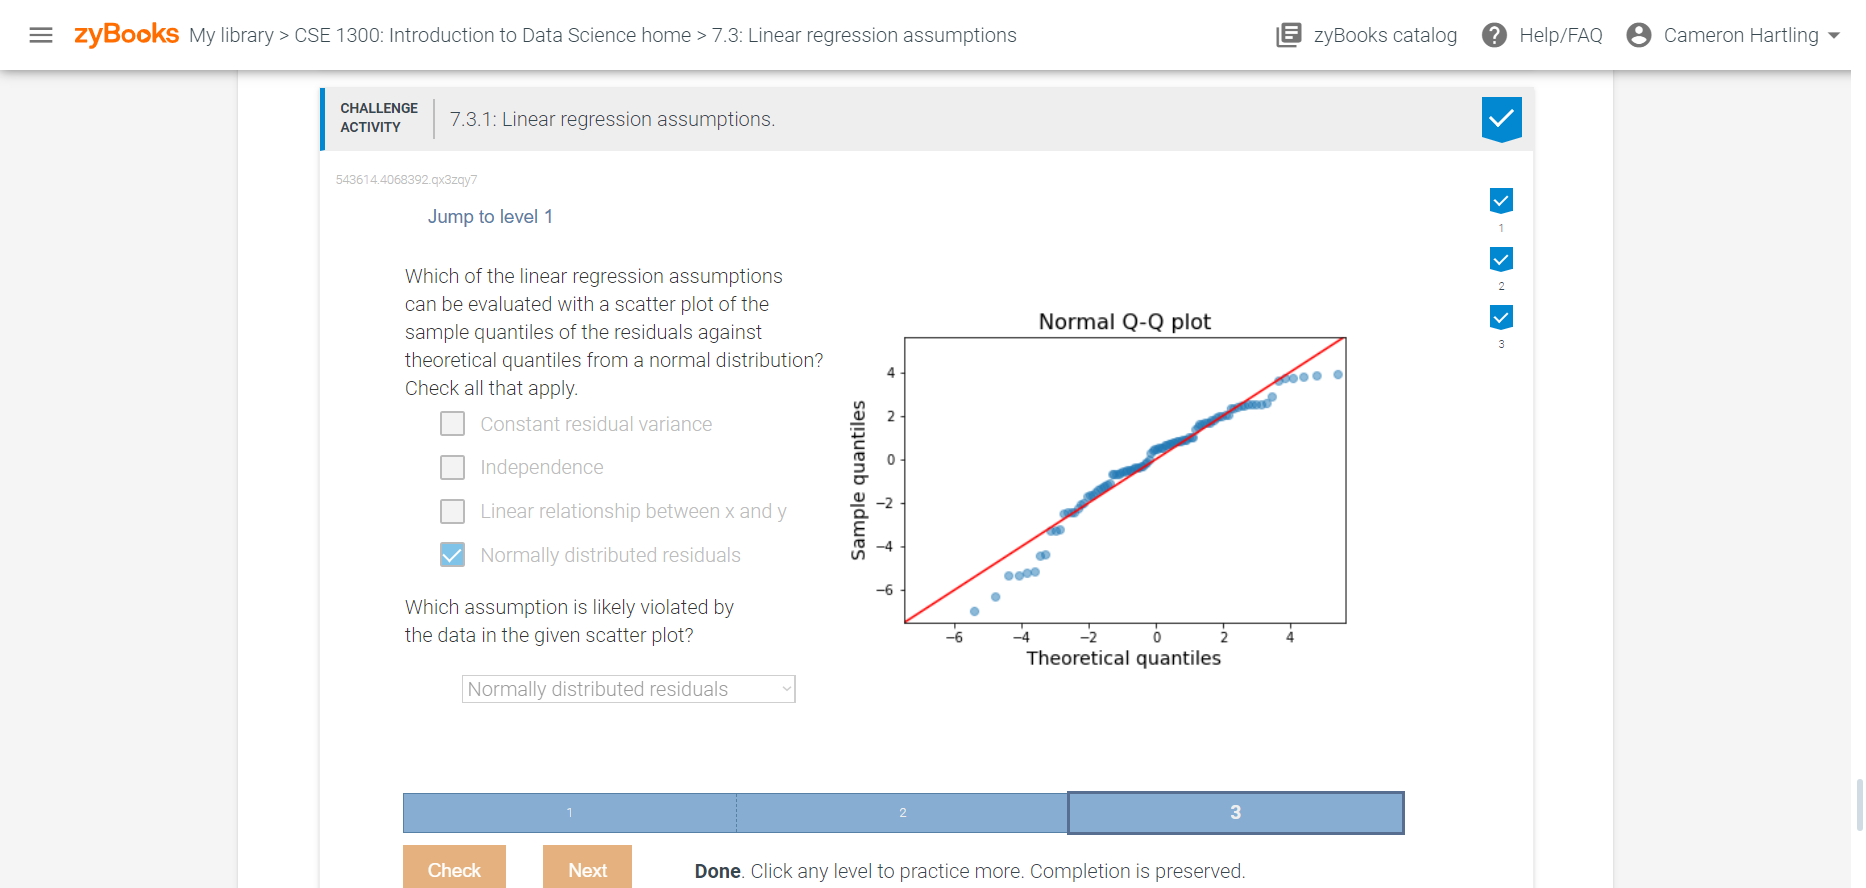 zyBooks My library > CSE 1300: Introduction to Data Science home > 7.3: Linear regression assumptions
zyBooks catalog
? Help/FAQ
Cameron Hartling
CHALLENGE
ACTIVITY
7.3.1: Linear regression assumptions.
543614.4068392.qx3zqy7
Jump to level 1
1
2
3
Which of the linear regression assumptions
can be evaluated with a scatter plot of the
sample quantiles of the residuals against
theoretical quantiles from a normal distribution?
Check all that apply.
Constant residual variance
Independence
Linear relationship between x and y
Normally distributed residuals
Which assumption is likely violated by
the data in the given scatter plot?
Normally distributed residuals
Normal Q-Q plot
Sample quantiles
4
2
0
−2
−4
−6
−6 −4 −2 0 2 4
Theoretical quantiles
1 2 3
Check
Next
Done. Click any level to practice more. Completion is preserved.